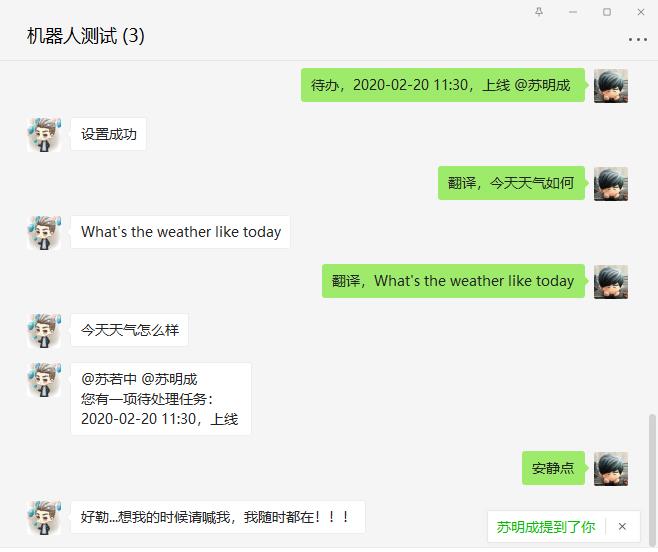 机器人测试 (3)
待办，2020-02-20 11:30，上线 @苏明成
设置成功
翻译，今天天气如何
What's the weather like today
翻译，What's the weather like today
今天天气怎么样
@苏若中 @苏明成
您有一项待处理任务：
2020-02-20 11:30，上线
安静点
好勒...想我的时候请喊我，我随时都在！！！
苏明成提到了你